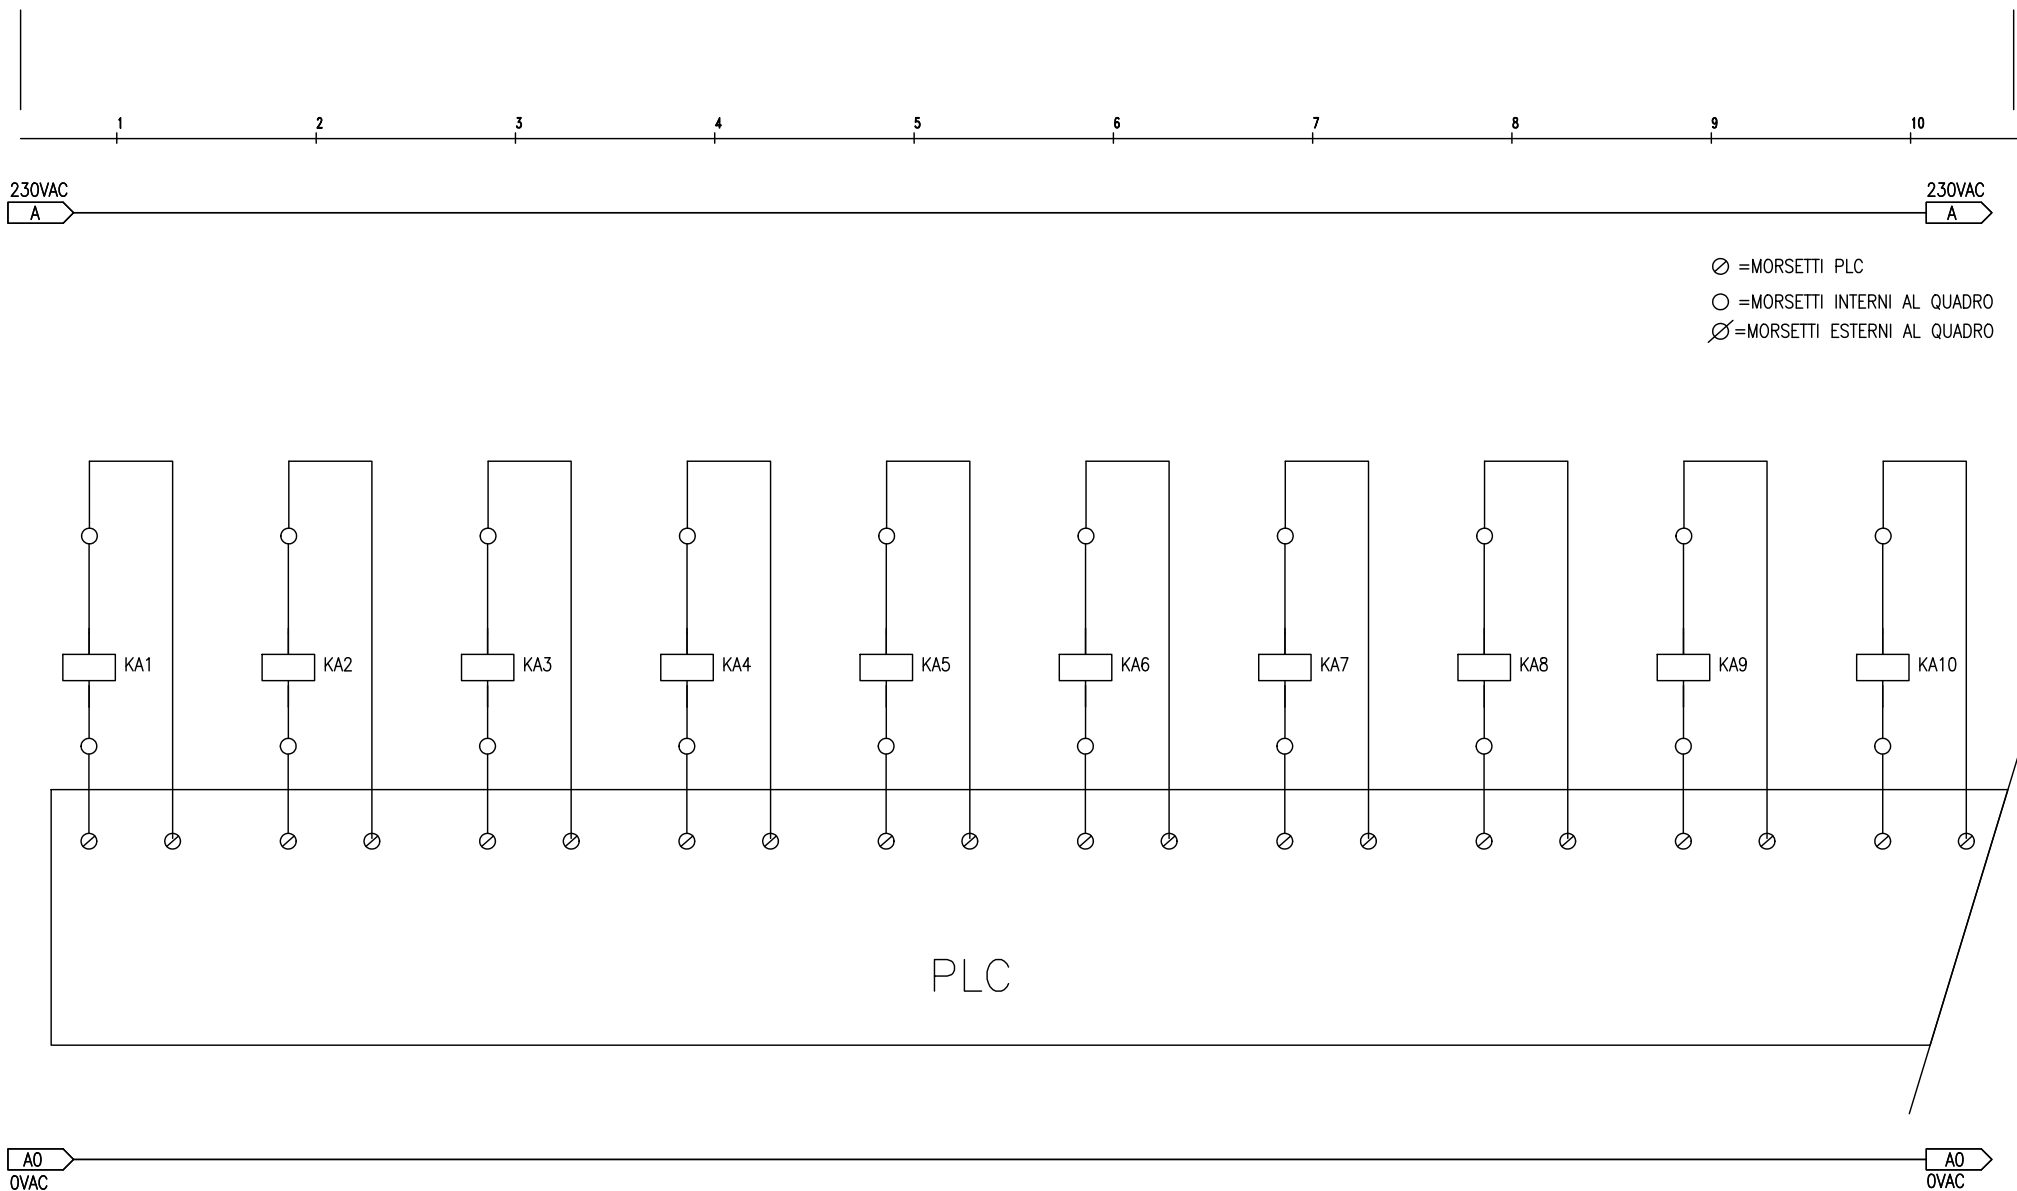 1 2 3 4 5 6 7 8 9 10
230VAC 230VAC
A A
=MORSETTI PLC
=MORSETTI INTERNI AL QUADRO
=MORSETTI ESTERNI AL QUADRO
KA1 KA2 KA3 KA4 KA5 KA6 KA7 KA8 KA9 KA10
PLC
A0 A0
0VAC 0VAC